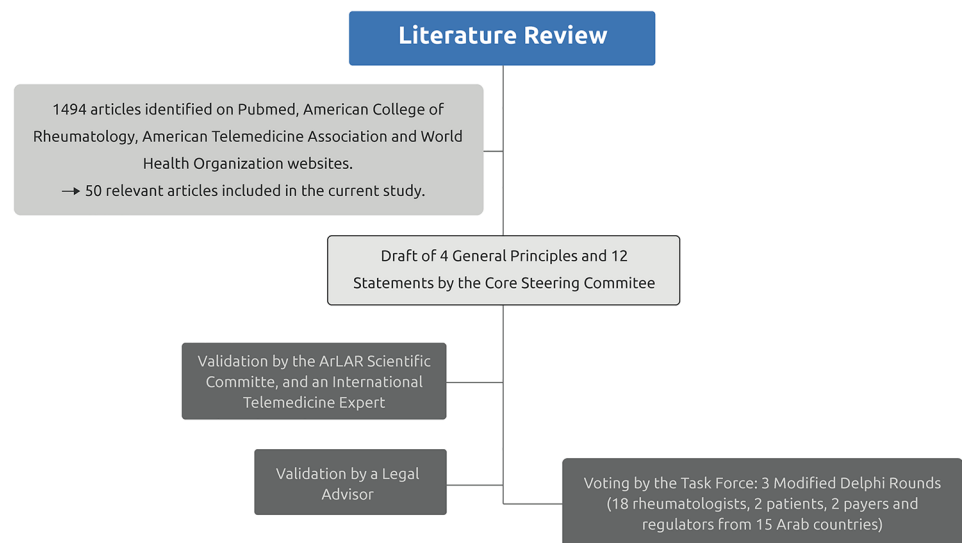 Literature Review
1494 articles identified on Pubmed, American College of
Rheumatology, American Telemedicine Association and World
Health Organization websites.
→ 50 relevant articles included in the current study.
Draft of 4 General Principles and 12
Statements by the Core Steering Commitee
Validation by the ArLAR Scientific
Committe, and an International
Telemedicine Expert
Validation by a Legal
Advisor
Voting by the Task Force: 3 Modified Delphi Rounds
(18 rheumatologists, 2 patients, 2 payers and
regulators from 15 Arab countries)